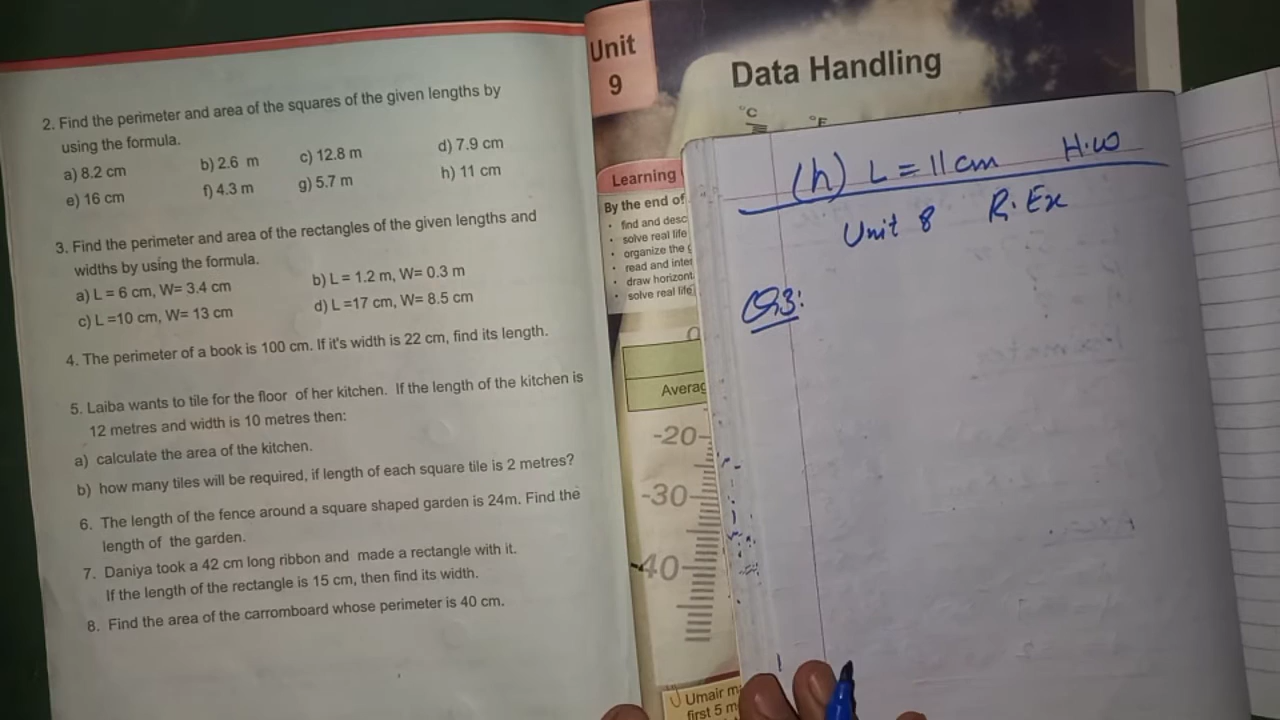 2. Find the perimeter and area of the squares of the given lengths by
using the formula.
a) 8.2 cm b) 2.6 m c) 12.8 m d) 7.9 cm
e) 16 cm f) 4.3 m g) 5.7 m h) 11 cm
3. Find the perimeter and area of the rectangles of the given lengths and
widths by using the formula.
a) L = 6 cm, W= 3.4 cm b) L = 1.2 m, W= 0.3 m
c) L =10 cm, W= 13 cm d) L =17 cm, W= 8.5 cm
4. The perimeter of a book is 100 cm. If it's width is 22 cm, find its length.
5. Laiba wants to tile for the floor of her kitchen. If the length of the kitchen is
12 metres and width is 10 metres then:
a) calculate the area of the kitchen.
b) how many tiles will be required, if length of each square tile is 2 metres?
6. The length of the fence around a square shaped garden is 24m. Find the
length of the garden.
7. Daniya took a 42 cm long ribbon and made a rectangle with it.
If the length of the rectangle is 15 cm, then find its width.
8. Find the area of the carromboard whose perimeter is 40 cm.
Unit
9
Data Handling
°C °F
Learning
By the end of
• find and desc
• solve real life
• organize the
• read and inter
• draw horizont
• solve real life
Averag
-20
-30
-40
Umair m
first 5 m
(h) L = 11 cm H.W
Unit 8 R. Ex
Q3: